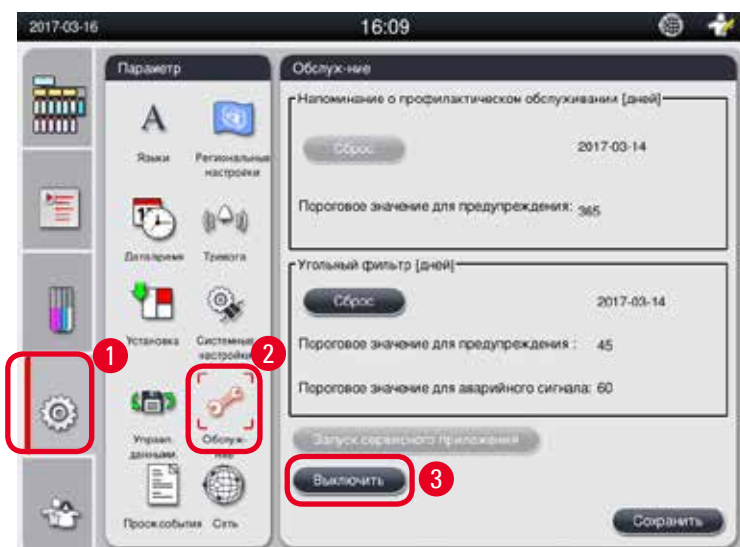 2017-03-16
16:09
Параметр
Языки
Региональные
настройки
Дата/время
Тревога
Установка
Системные
настройки
Управл.
данными.
Обслуж-
ние
Просм.события
Сеть
Обслуж-ние
Напоминание о профилактическом обслуживании [дней]
Сброс
2017-03-14
Пороговое значение для предупреждения: 365
Угольный фильтр [дней]
Сброс
2017-03-14
Пороговое значение для предупреждения : 45
Пороговое значение для аварийного сигнала: 60
Запуск сервисного приложения
Выключить
Сохранить
1
2
3